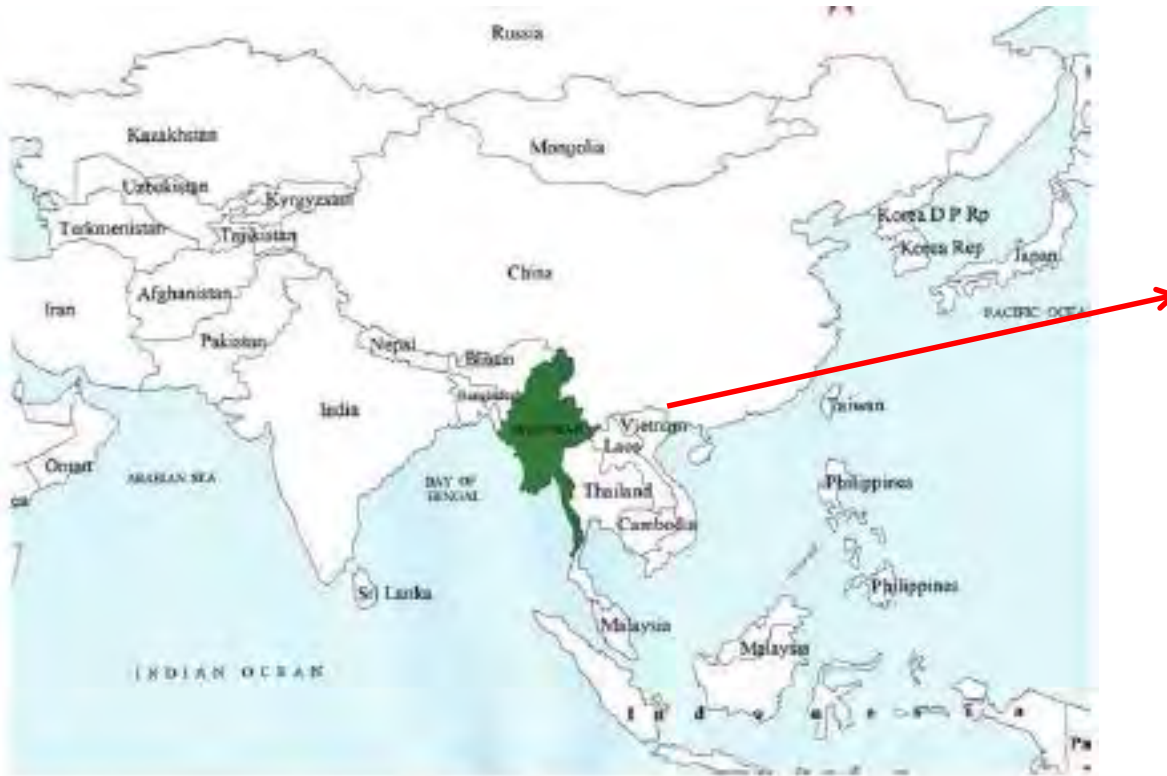 Russia
Kazakhstan
Mongolia
Uzbekistan
Kyrgyzstan
Turkmenistan
Tajikistan
Korea D P Rp
Korea Rep
Japan
China
Afghanistan
Iran
PACIFIC OCEA
Pakistan
Nepal
Bhutan
India
Taiwan
Vietnam
Laos
Oman
ARABIAN SEA
BAY OF
BENGAL
Thailand
Philippines
Cambodia
Philippines
Sri Lanka
Malaysia
Malaysia
INDIAN OCEAN
I n d o n e s i a
Pa